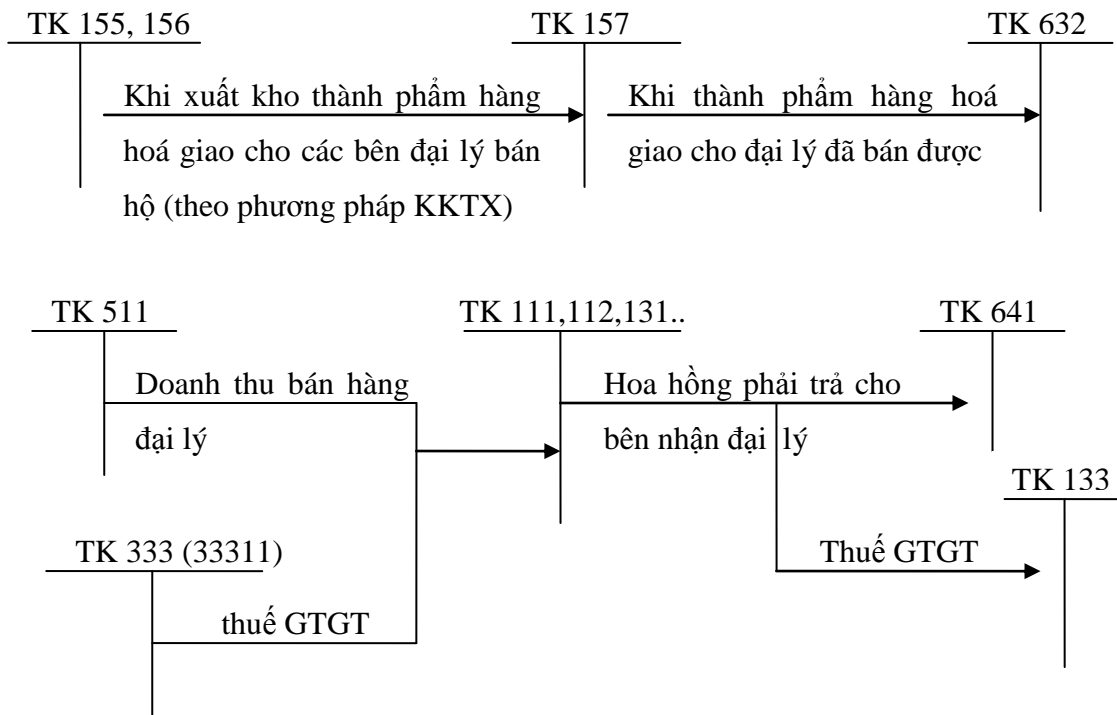 TK 155, 156
TK 157
TK 632
Khi xuất kho thành phẩm hàng
hoá giao cho các bên đại lý bán
hộ (theo phương pháp KKTX)
Khi thành phẩm hàng hoá
giao cho đại lý đã bán được
TK 511
TK 111,112,131..
TK 641
Doanh thu bán hàng
đại lý
Hoa hồng phải trả cho
bên nhận đại lý
TK 133
TK 333 (33311)
Thuế GTGT
thuế GTGT